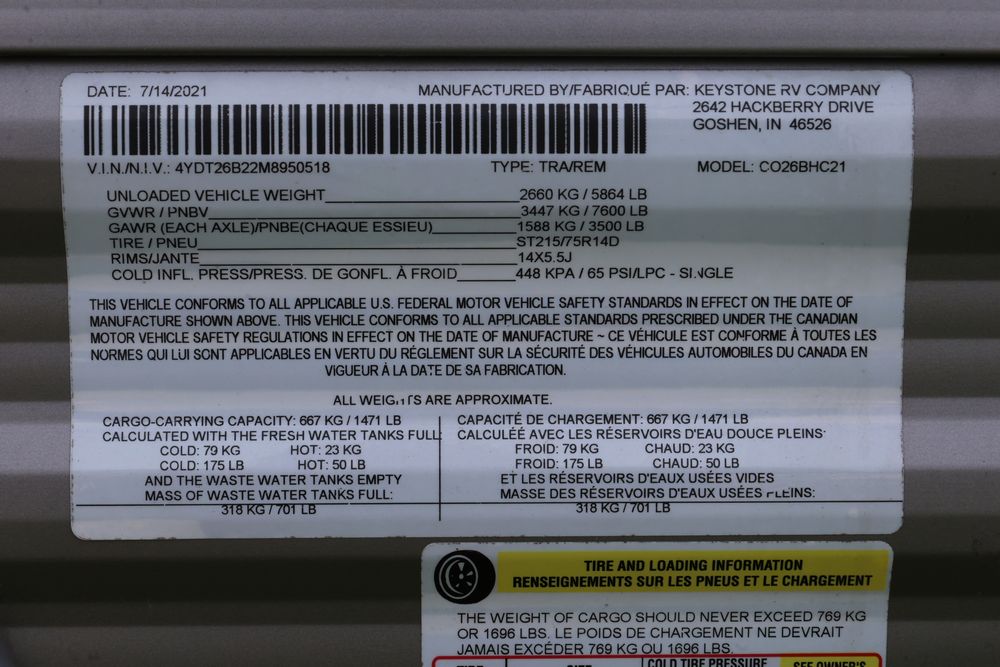 DATE: 7/14/2021 MANUFACTURED BY/FABRIQUÉ PAR: KEYSTONE RV COMPANY
2642 HACKBERRY DRIVE
GOSHEN, IN 46526
V.I.N./N.I.V.: 4YDT26B22M8950518 TYPE: TRA/REM MODEL: CO26BHC21
UNLOADED VEHICLE WEIGHT 2660 KG / 5864 LB
GVWR / PNBV 3447 KG / 7600 LB
GAWR (EACH AXLE)/PNBE(CHAQUE ESSIEU) 1588 KG / 3500 LB
TIRE / PNEU ST215/75R14D
RIMS/JANTE 14X5.5J
COLD INFL. PRESS/PRESS. DE GONFL. À FROID 448 KPA / 65 PSI/LPC - SINGLE
THIS VEHICLE CONFORMS TO ALL APPLICABLE U.S. FEDERAL MOTOR VEHICLE SAFETY STANDARDS IN EFFECT ON THE DATE OF
MANUFACTURE SHOWN ABOVE. THIS VEHICLE CONFORMS TO ALL APPLICABLE STANDARDS PRESCRIBED UNDER THE CANADIAN
MOTOR VEHICLE SAFETY REGULATIONS IN EFFECT ON THE DATE OF MANUFACTURE ~ CE VÉHICULE EST CONFORME À TOUTES LES
NORMES QUI LUI SONT APPLICABLES EN VERTU DU RÉGLEMENT SUR LA SÉCURITÉ DES VÉHICULES AUTOMOBILES DU CANADA EN
VIGUEUR À LA DATE DE SA FABRICATION.
ALL WEIGHTS ARE APPROXIMATE.
CARGO-CARRYING CAPACITY: 667 KG / 1471 LB
CALCULATED WITH THE FRESH WATER TANKS FULL:
COLD: 79 KG HOT: 23 KG
COLD: 175 LB HOT: 50 LB
AND THE WASTE WATER TANKS EMPTY
MASS OF WASTE WATER TANKS FULL:
318 KG / 701 LB
CAPACITÉ DE CHARGEMENT: 667 KG / 1471 LB
CALCULÉE AVEC LES RÉSERVOIRS D'EAU DOUCE PLEINS:
FROID: 79 KG CHAUD: 23 KG
FROID: 175 LB CHAUD: 50 LB
ET LES RÉSERVOIRS D'EAUX USÉES VIDES
MASSE DES RÉSERVOIRS D'EAUX USÉES PLEINS:
318 KG / 701 LB
TIRE AND LOADING INFORMATION
RENSEIGNEMENTS SUR LES PNEUS ET LE CHARGEMENT
THE WEIGHT OF CARGO SHOULD NEVER EXCEED 769 KG
OR 1696 LBS. LE POIDS DE CHARGEMENT NE DEVRAIT
JAMAIS EXCÉDER 769 KG OU 1696 LBS.
COLD TIRE PRESSURE SEE OWNER'S